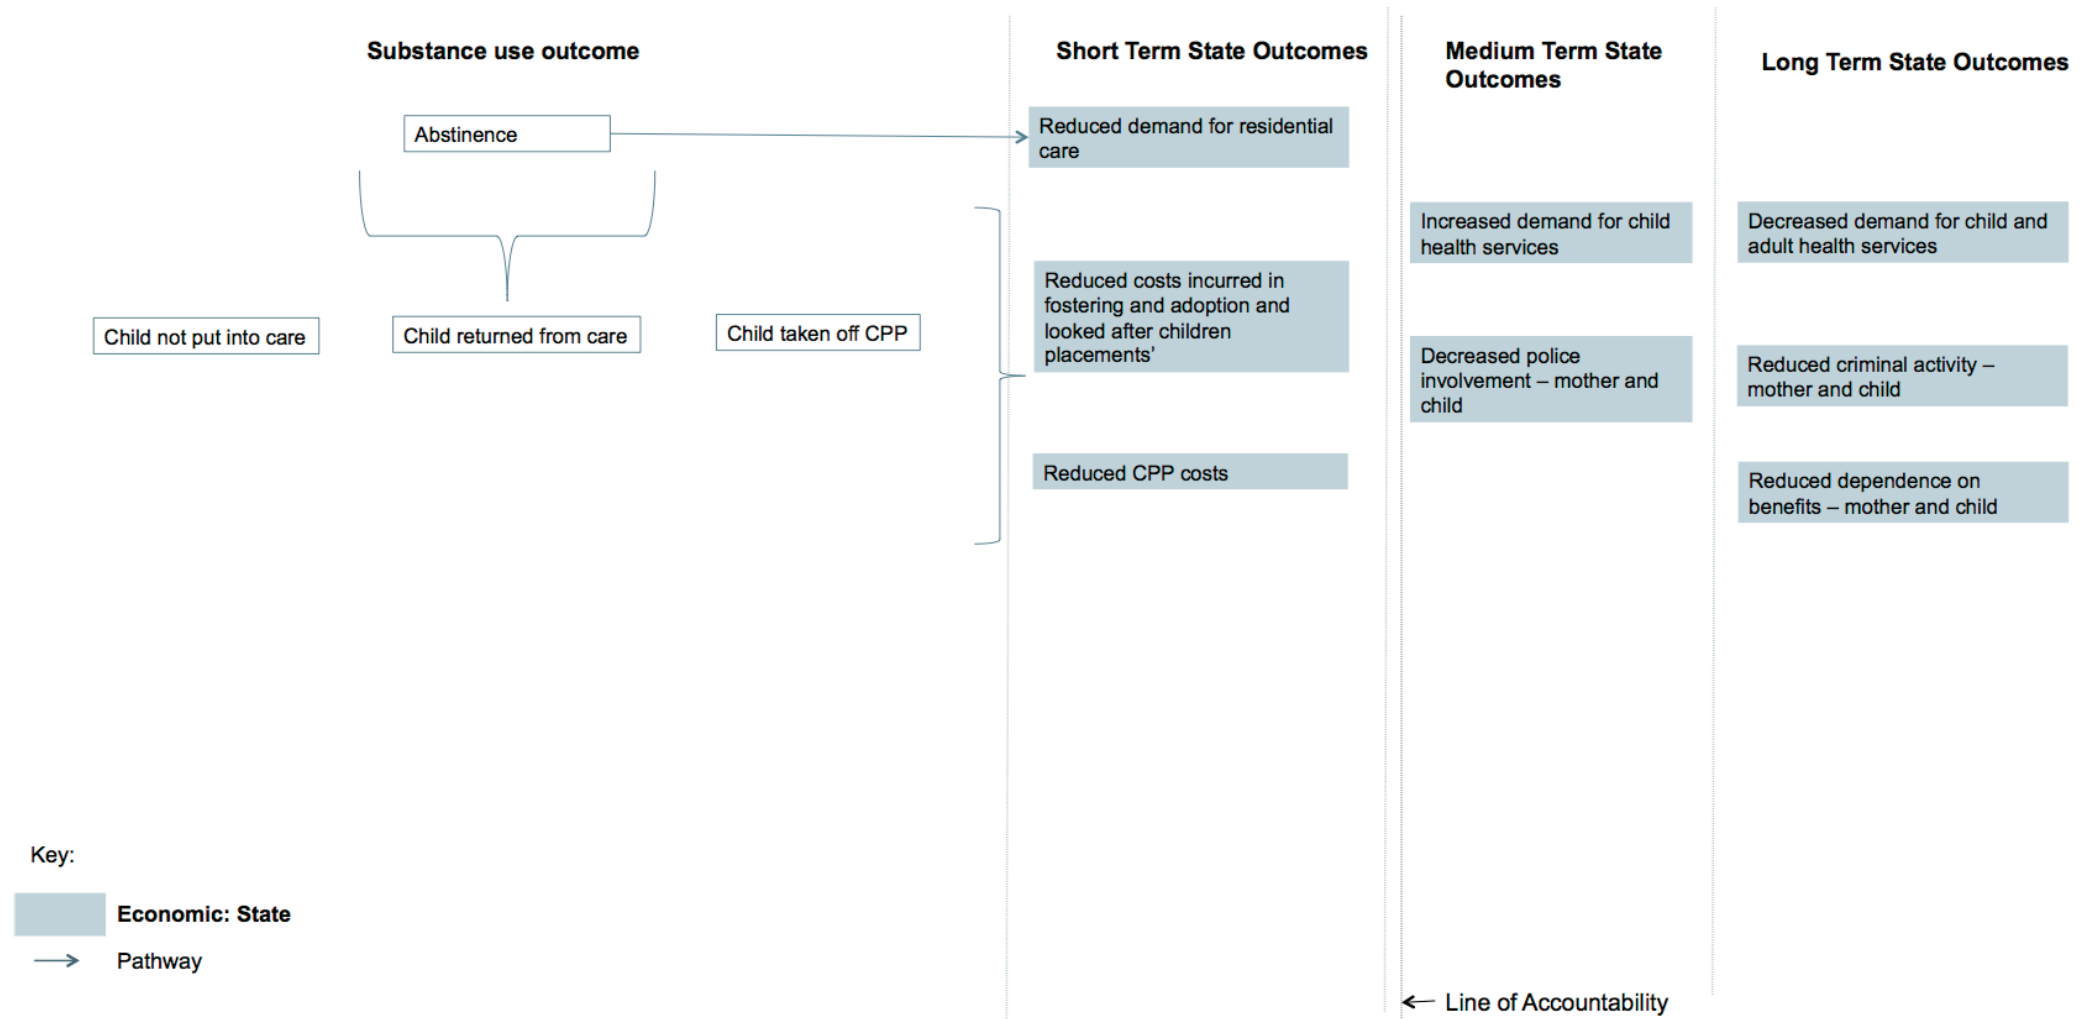 Substance use outcome
Short Term State Outcomes
Medium Term State
Outcomes
Long Term State Outcomes
Abstinence
Reduced demand for residential
care
Increased demand for child
health services
Decreased demand for child and
adult health services
Child not put into care
Child returned from care
Child taken off CPP
Reduced costs incurred in
fostering and adoption and
looked after children
placements’
Decreased police
involvement – mother and
child
Reduced criminal activity –
mother and child
Reduced CPP costs
Reduced dependence on
benefits – mother and child
Key:
Economic: State
Pathway
Line of Accountability